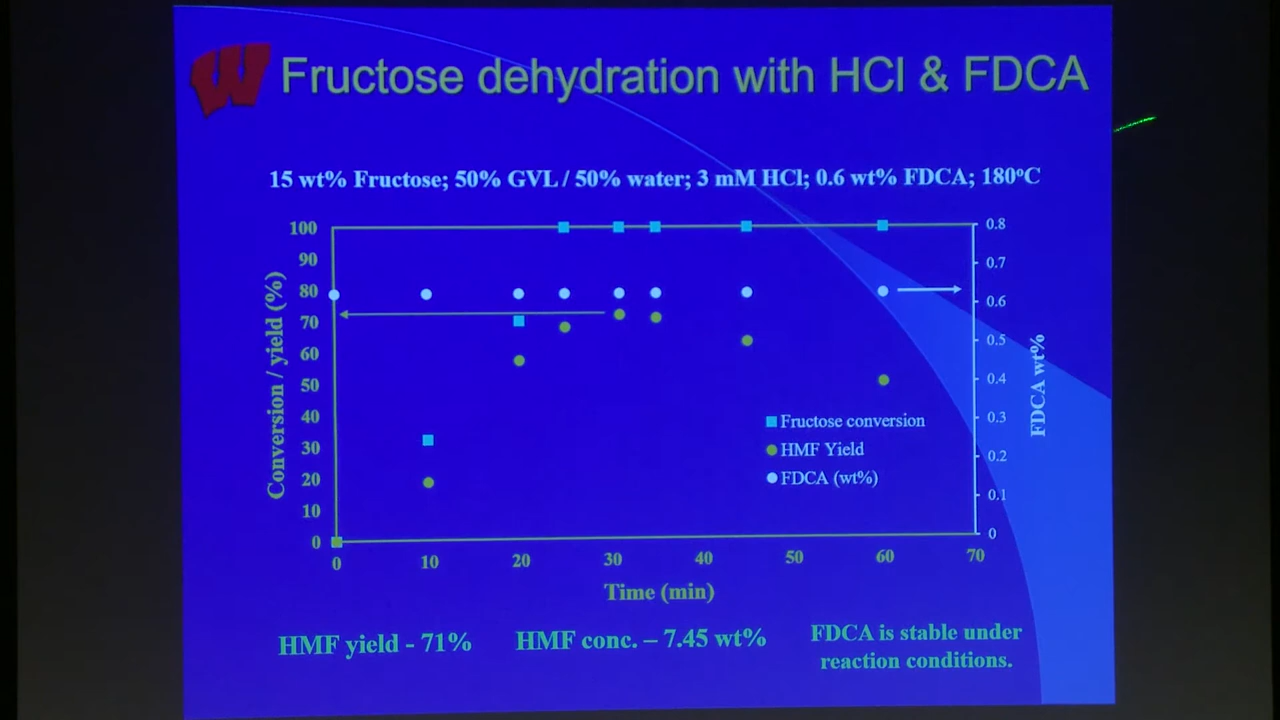 W Fructose dehydration with HCl & FDCA
15 wt% Fructose; 50% GVL / 50% water; 3 mM HCl; 0.6 wt% FDCA; 180ºC
Conversion / yield (%)
100
90
80
70
60
50
40
30
20
10
0
0 10 20 30 40 50 60 70
Time (min)
0.8
0.7
0.6
0.5
0.4
0.3
0.2
0.1
0
FDCA wt%
Fructose conversion
HMF Yield
FDCA (wt%)
HMF yield - 71%
HMF conc. – 7.45 wt%
FDCA is stable under
reaction conditions.